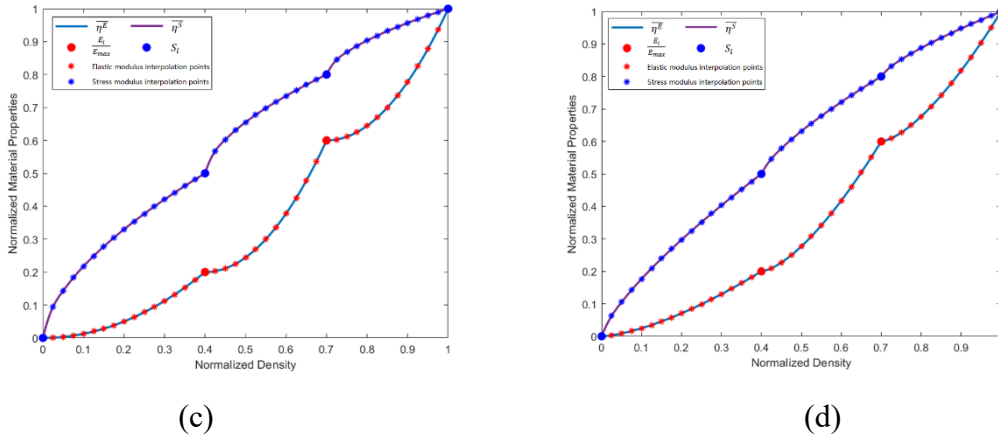 (c)
η^E η^S
E_i/E_max S_i
Elastic modulus interpolation points
Stress modulus interpolation points
Normalized Material Properties
1
0.9
0.8
0.7
0.6
0.5
0.4
0.3
0.2
0.1
0
0 0.1 0.2 0.3 0.4 0.5 0.6 0.7 0.8 0.9 1
Normalized Density
(d)
η^E η^S
E_i/E_max S_i
Elastic modulus interpolation points
Stress modulus interpolation points
Normalized Material Properties
1
0.9
0.8
0.7
0.6
0.5
0.4
0.3
0.2
0.1
0
0 0.1 0.2 0.3 0.4 0.5 0.6 0.7 0.8 0.9
Normalized Density